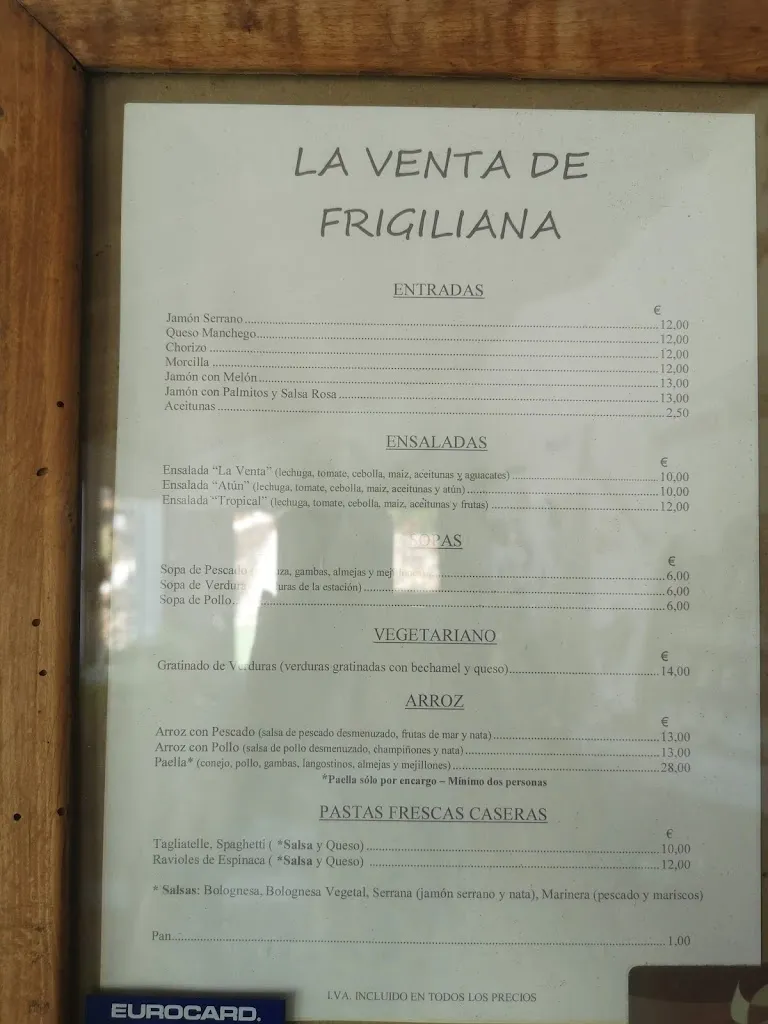 LA VENTA DE
FRIGILIANA
ENTRADAS
€
Jamón Serrano 12,00
Queso Manchego 12,00
Chorizo 12,00
Morcilla 12,00
Jamón con Melón 13,00
Jamón con Palmitos y Salsa Rosa 13,00
Aceitunas 2,50
ENSALADAS
€
Ensalada “La Venta” (lechuga, tomate, cebolla, maiz, aceitunas y aguacates) 10,00
Ensalada “Atún” (lechuga, tomate, cebolla, maiz, aceitunas y atún) 10,00
Ensalada “Tropical” (lechuga, tomate, cebolla, maiz, aceitunas y frutas) 12,00
SOPAS
€
Sopa de Pescado gambas, almejas y 6,00
Sopa de Verdura de la estación) 6,00
Sopa de Pollo 6,00
VEGETARIANO
€
Gratinado de Verduras (verduras gratinadas con bechamel y queso) 14,00
ARROZ
€
Arroz con Pescado (salsa de pescado desmenuzado, frutas de mar y nata) 13,00
Arroz con Pollo (salsa de pollo desmenuzado, champiñones y nata) 13,00
Paella* (conejo, pollo, gambas, langostinos, almejas y mejillones) 28,00
*Paella sólo por encargo – Mínimo dos personas
PASTAS FRESCAS CASERAS
€
Tagliatelle, Spaghetti ( *Salsa y Queso) 10,00
Ravioles de Espinaca ( *Salsa y Queso) 12,00
* Salsas: Bolognesa, Bolognesa Vegetal, Serrana (jamón serrano y nata), Marinera (pescado y mariscos)
Pan 1,00
I.VA. INCLUIDO EN TODOS LOS PRECIOS
EUROCARD.